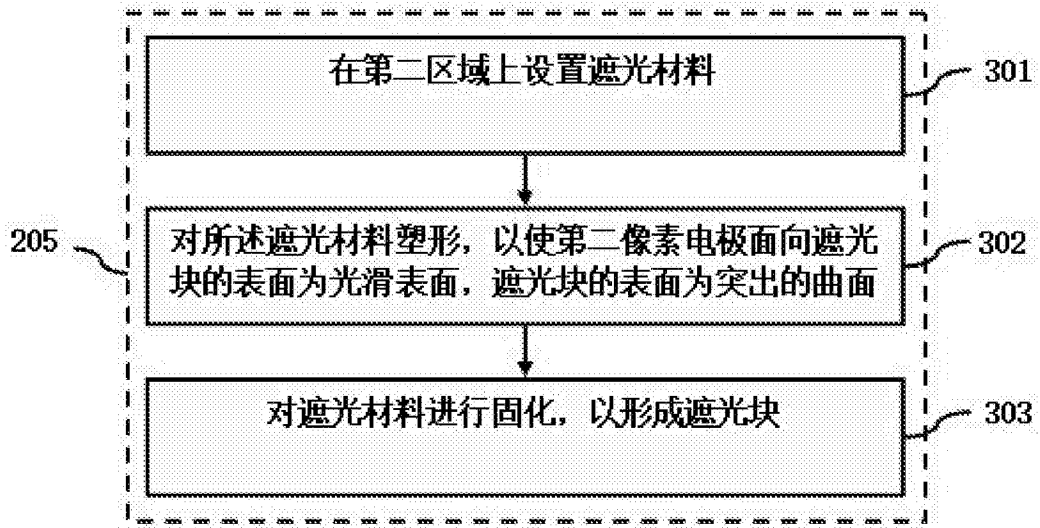 在第二区域上设置遮光材料
301
205
对所述遮光材料塑形，以使第二像素电极面向遮光
块的表面为光滑表面，遮光块的表面为突出的曲面
302
对遮光材料进行固化，以形成遮光块
303